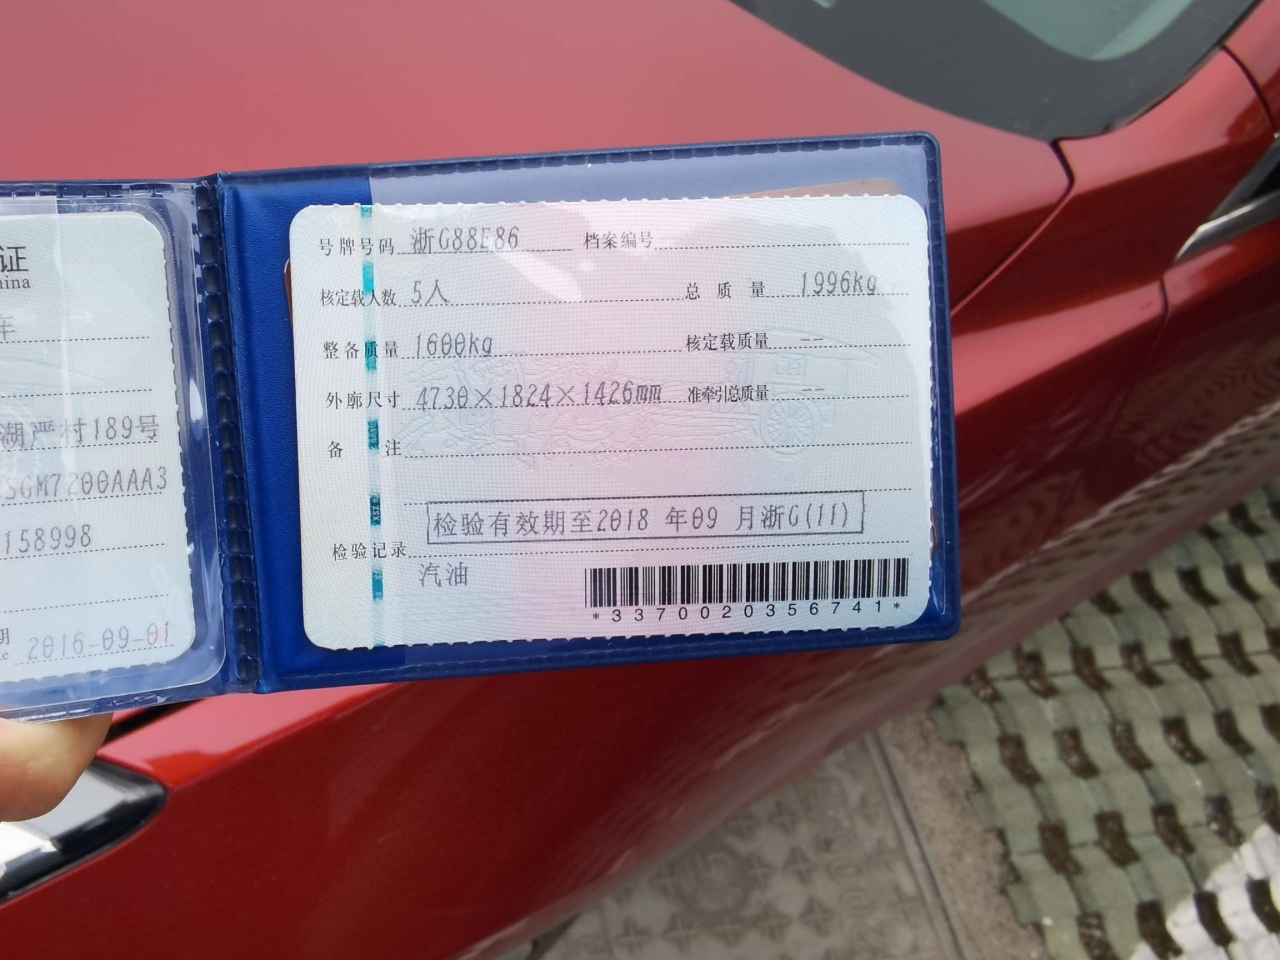 证
hina
车
湖严村189号
SGM7200AAA3
158998
期
2016-09-01
号牌号码 浙G88E86 档案编号
核定载人数 5人 总质量 1996kg
整备质量 1600kg 核定载质量 --
外廓尺寸 4730×1824×1426mm 准牵引总质量 --
备注
检验有效期至2018年09月浙G(11)
检验记录
汽油
*3370020356741*